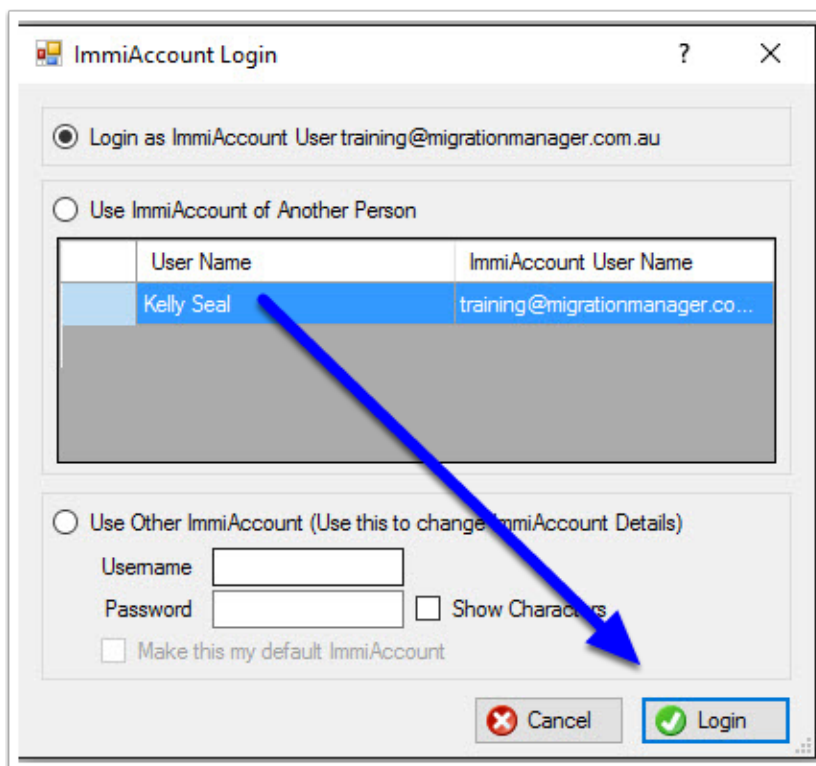 ImmiAccount Login ?
Login as ImmiAccount User training@migrationmanager.com.au
Use ImmiAccount of Another Person
User Name ImmiAccount User Name
Kelly Seal training@migrationmanager.co...
Use Other ImmiAccount (Use this to change ImmiAccount Details)
Username
Password Show Characters
Make this my default ImmiAccount
Cancel Login